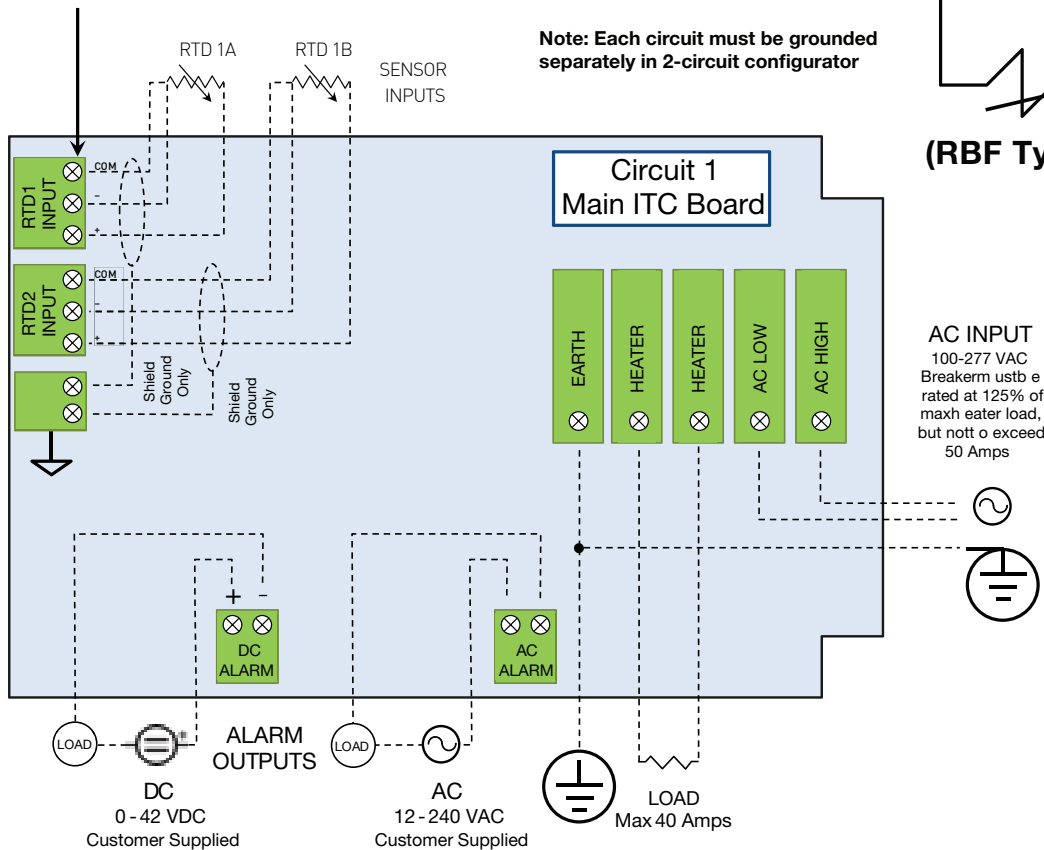 Note: Each circuit must be grounded
separately in 2-circuit configurator
RTD 1A
RTD 1B
SENSOR
INPUTS
(RBF Ty
Circuit 1
Main ITC Board
RTD1
INPUT
COM
–
+
RTD2
INPUT
COM
–
+
Shield
Ground
Only
Shield
Ground
Only
EARTH
HEATER
HEATER
AC LOW
AC HIGH
AC INPUT
100-277 VAC
Breakerm ustb e
rated at 125% of
maxh eater load,
but nott o exceed
50 Amps
+ –
DC
ALARM
AC
ALARM
LOAD
+
ALARM
OUTPUTS
LOAD
DC
0 - 42 VDC
Customer Supplied
AC
12 - 240 VAC
Customer Supplied
LOAD
Max 40 Amps